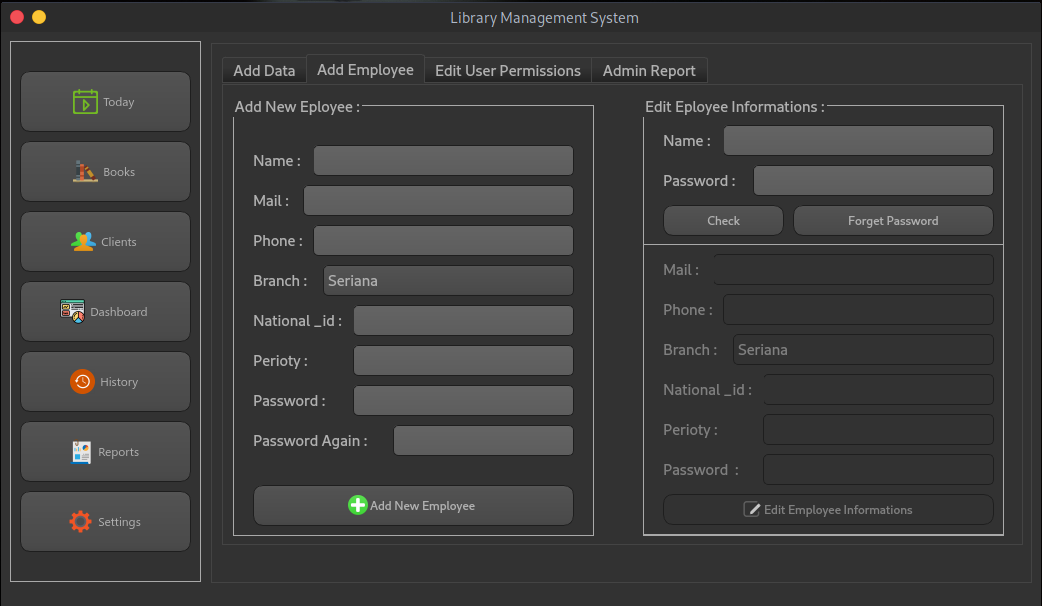 Library Management System
Today
Books
Clients
Dashboard
History
Reports
Settings
Add Data
Add Employee
Edit User Permissions
Admin Report
Add New Eployee :
Name :
Mail :
Phone :
Branch :
Seriana
National _id :
Perioty :
Password :
Password Again :
Add New Employee
Edit Eployee Informations :
Name :
Password :
Check
Forget Password
Mail :
Phone :
Branch :
Seriana
National _id :
Perioty :
Password :
Edit Employee Informations